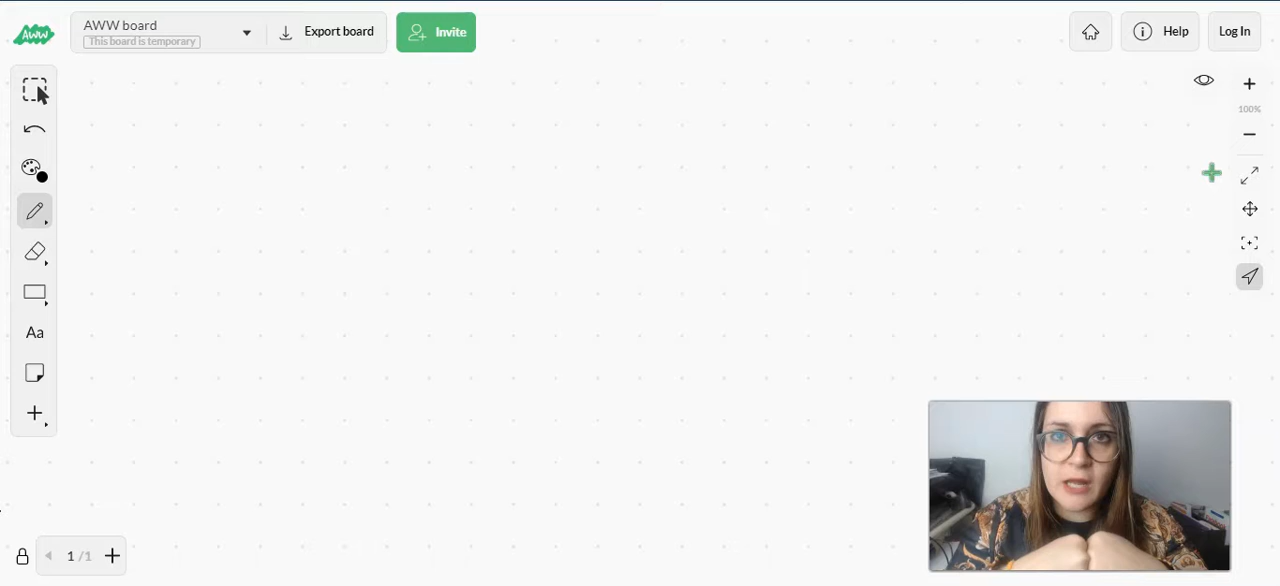 AWW
AWW board
This board is temporary
Export board
Invite
Help
Log In
100%
Aa
1 /1